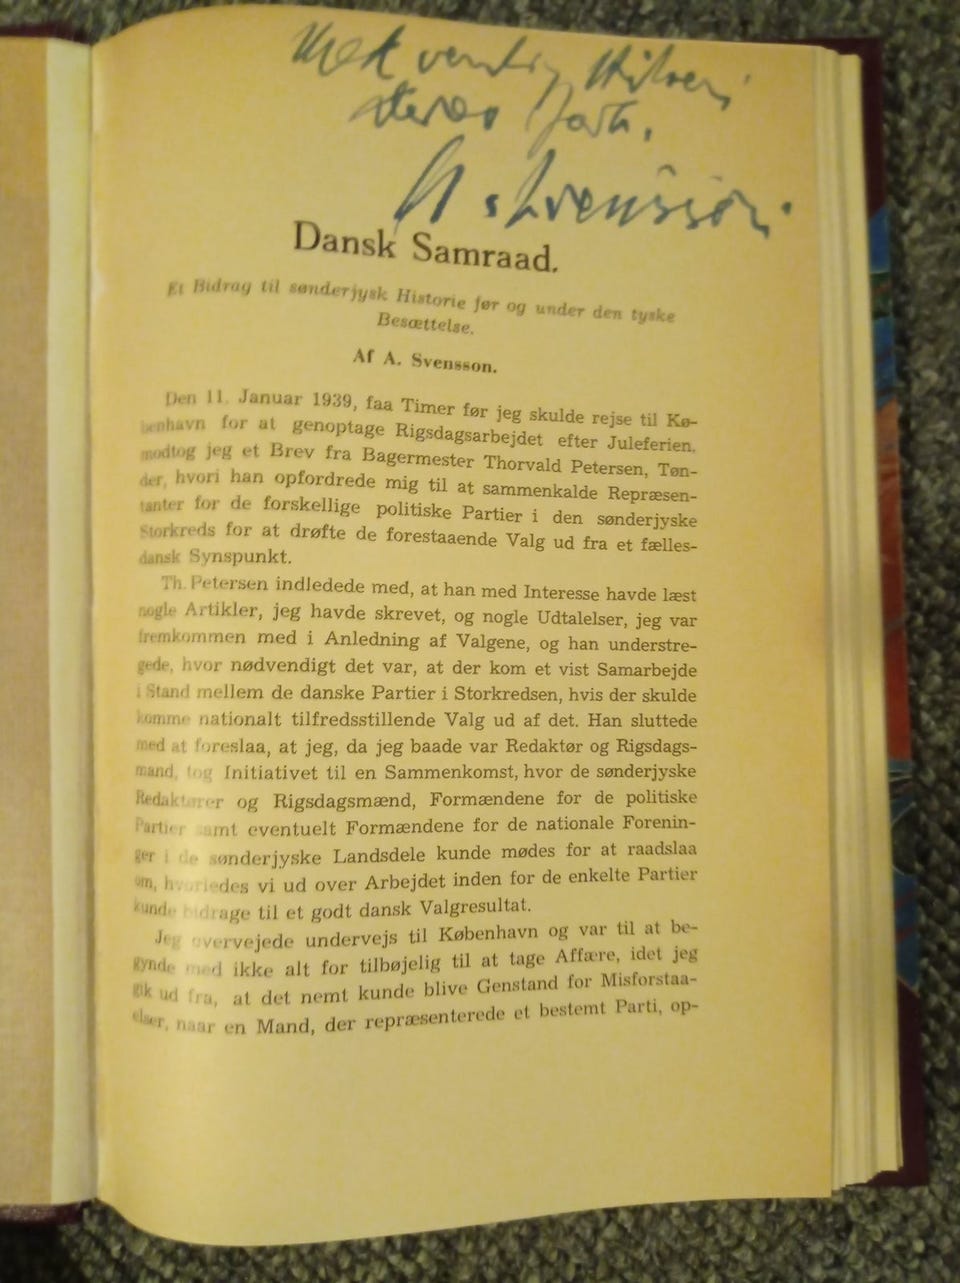 Med venlig Hilsen
Deres forb.
A Svensson.
Dansk Samraad.
Et Bidrag til sønderjysk Historie før og under den tyske
Besættelse.
Af A. Svensson.
Den 11. Januar 1939, faa Timer før jeg skulde rejse til Kø-
benhavn for at genoptage Rigsdagsarbejdet efter Juleferien,
modtog jeg et Brev fra Bagermester Thorvald Petersen, Tøn-
der, hvori han opfordrede mig til at sammenkalde Repræsen-
tanter for de forskellige politiske Partier i den sønderjyske
Storkreds for at drøfte de forestaaende Valg ud fra et fælles-
dansk Synspunkt.
Th. Petersen indledede med, at han med Interesse havde læst
nogle Artikler, jeg havde skrevet, og nogle Udtalelser, jeg var
fremkommen med i Anledning af Valgene, og han understre-
gede, hvor nødvendigt det var, at der kom et vist Samarbejde
i Stand mellem de danske Partier i Storkredsen, hvis der skulde
komme nationalt tilfredsstillende Valg ud af det. Han sluttede
med at foreslaa, at jeg, da jeg baade var Redaktør og Rigsdags-
mand, tog Initiativet til en Sammenkomst, hvor de sønderjyske
Redaktører og Rigsdagsmænd, Formændene for de politiske
Partier samt eventuelt Formændene for de nationale Forenin-
ger i de sønderjyske Landsdele kunde mødes for at raadslaa
om, hvorledes vi ud over Arbejdet inden for de enkelte Partier
kunde bidrage til et godt dansk Valgresultat.
Jeg overvejede undervejs til København og var til at be-
gynde med ikke alt for tilbøjelig til at tage Affære, idet jeg
gik ud fra, at det nemt kunde blive Genstand for Misforstaa-
elser, naar en Mand, der repræsenterede et bestemt Parti, op-